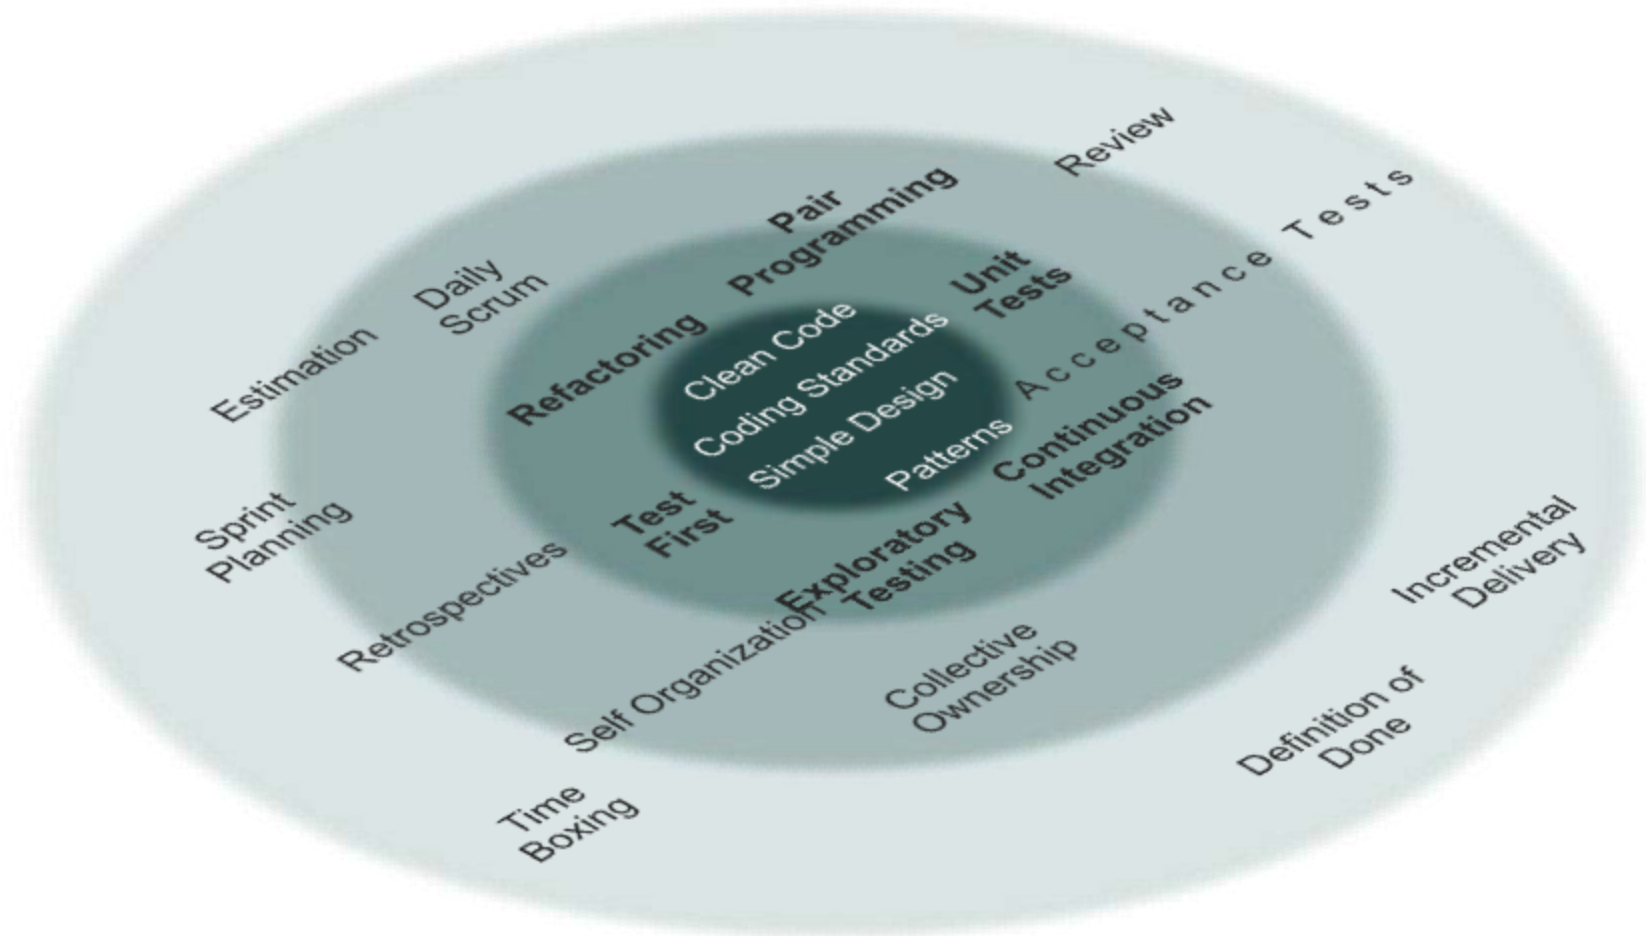 Review
Acceptance Tests
Pair
Programming
Unit
Tests
Daily
Scrum
Estimation
Refactoring
Clean Code
Coding Standards
Simple Design
Patterns
Continuous
Integration
Sprint
Planning
Test
First
Exploratory
Testing
Retrospectives
Self Organization
Collective
Ownership
Incremental
Delivery
Definition of
Done
Time
Boxing